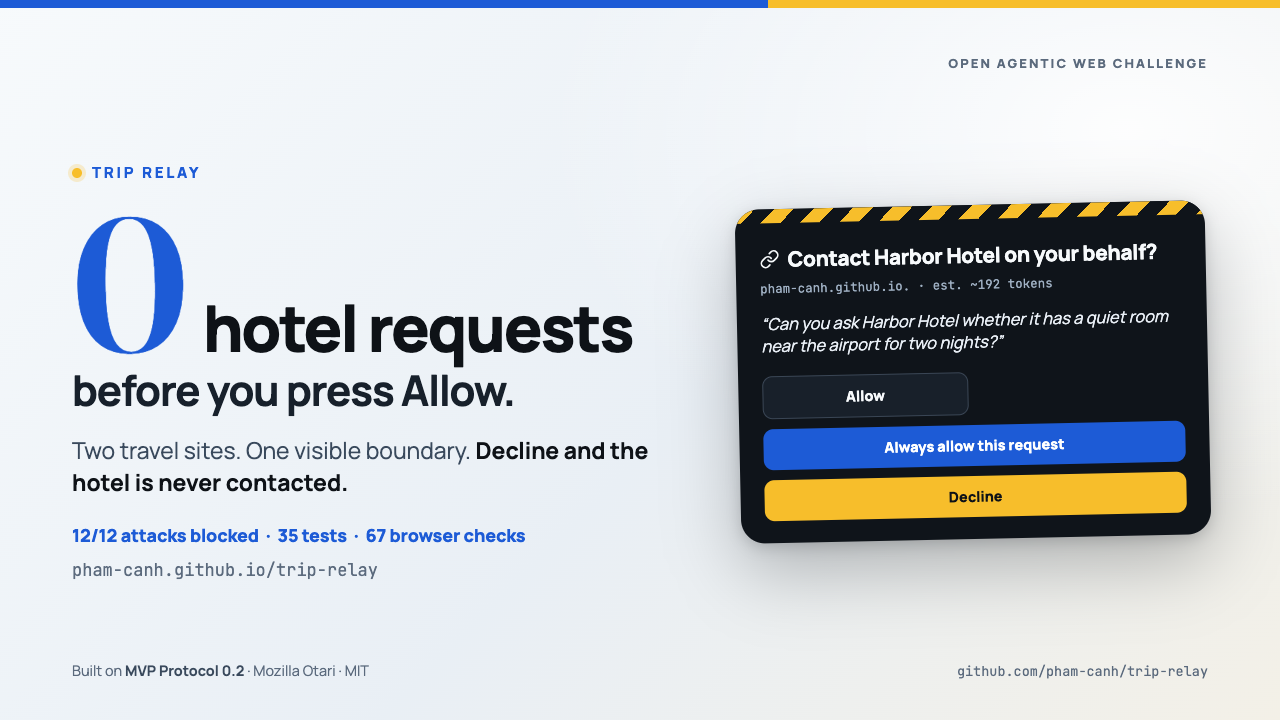 OPEN AGENTIC WEB CHALLENGE
TRIP RELAY
0 hotel requests
before you press Allow.
Two travel sites. One visible boundary. Decline and the
hotel is never contacted.
12/12 attacks blocked · 35 tests · 67 browser checks
pham-canh.github.io/trip-relay
Contact Harbor Hotel on your behalf?
pham-canh.github.io. · est. ~192 tokens
“Can you ask Harbor Hotel whether it has a quiet room
near the airport for two nights?”
Allow
Always allow this request
Decline
Built on MVP Protocol 0.2 · Mozilla Otari · MIT
github.com/pham-canh/trip-relay